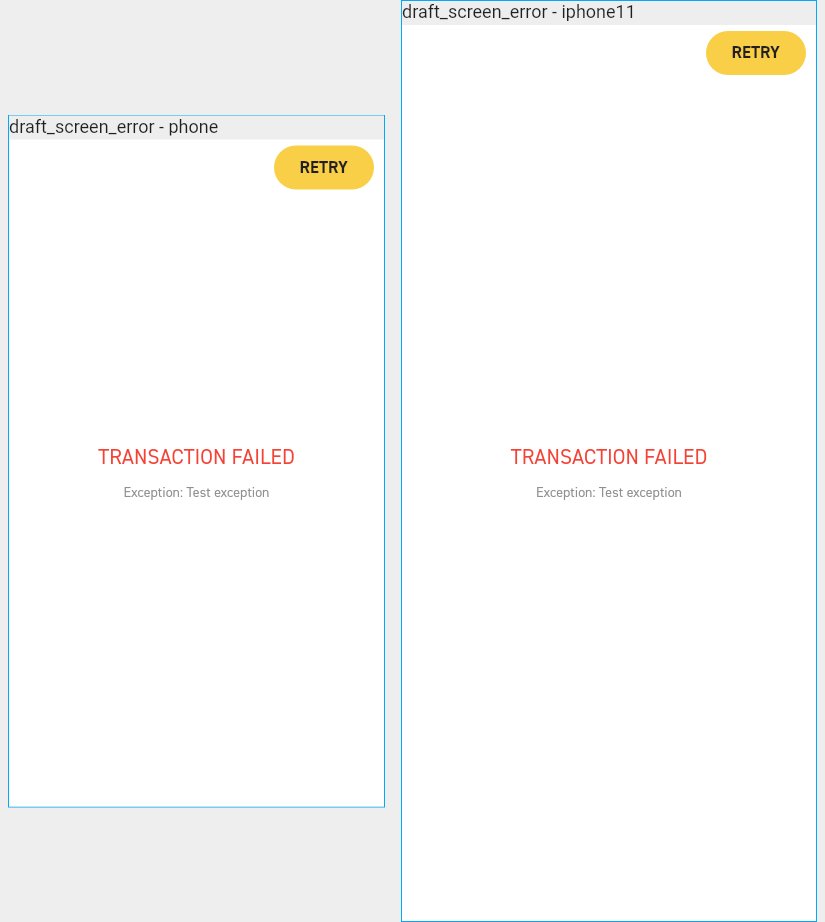 draft_screen_error - phone
RETRY
TRANSACTION FAILED
Exception: Test exception
draft_screen_error - iphone11
RETRY
TRANSACTION FAILED
Exception: Test exception